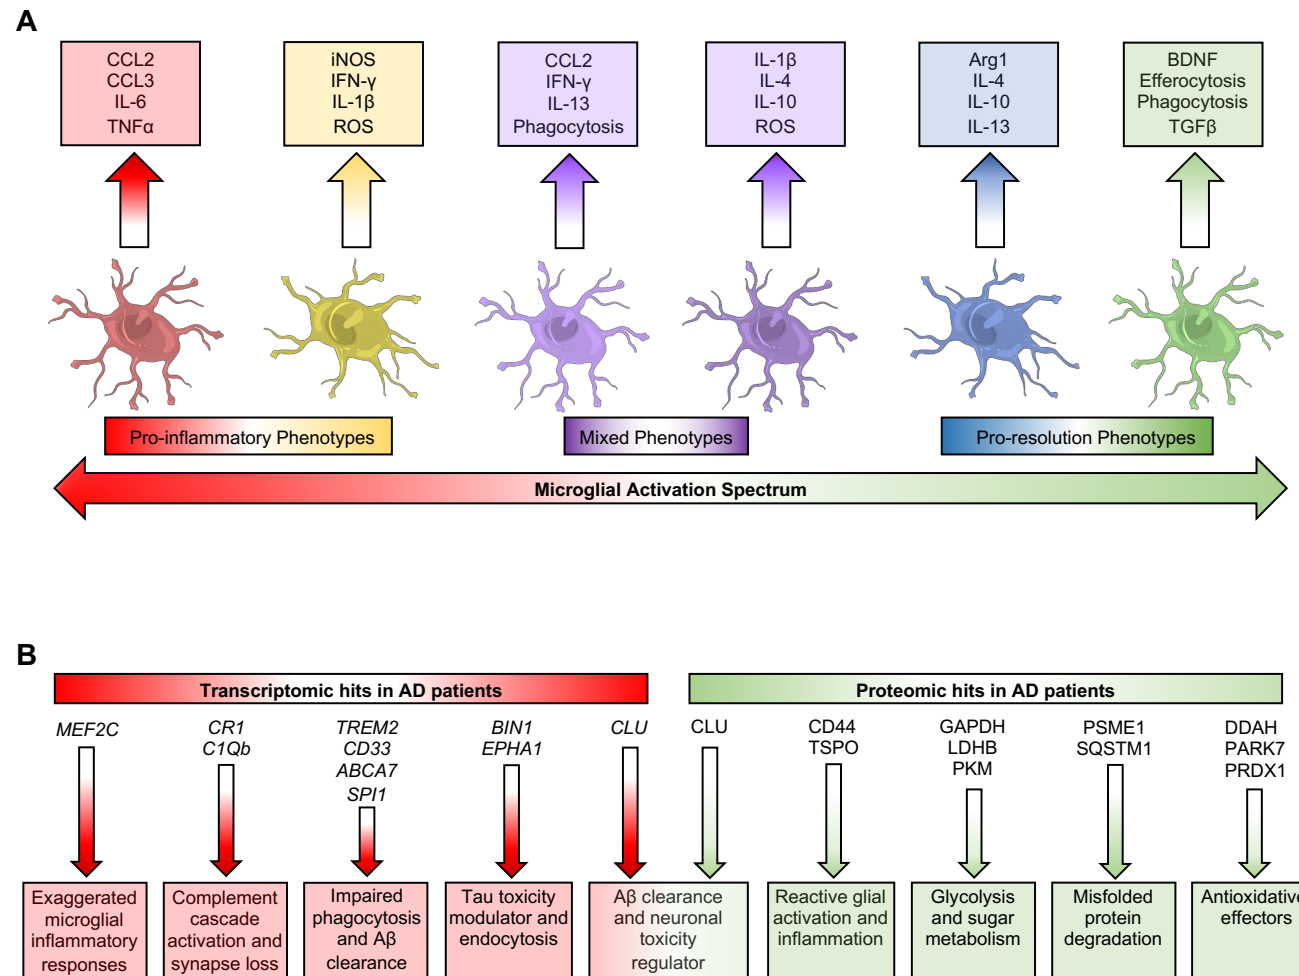 A
CCL2
CCL3
IL-6
TNFα
iNOS
IFN-γ
IL-1β
ROS
CCL2
IFN-γ
IL-13
Phagocytosis
IL-1β
IL-4
IL-10
ROS
Arg1
IL-4
IL-10
IL-13
BDNF
Efferocytosis
Phagocytosis
TGFβ
Pro-inflammatory Phenotypes
Mixed Phenotypes
Pro-resolution Phenotypes
Microglial Activation Spectrum
B
Transcriptomic hits in AD patients
Proteomic hits in AD patients
MEF2C
CR1
C1Qb
TREM2
CD33
ABCA7
SPI1
BIN1
EPHA1
CLU
CLU
CD44
TSPO
GAPDH
LDHB
PKM
PSME1
SQSTM1
DDAH
PARK7
PRDX1
Exaggerated
microglial
inflammatory
responses
Complement
cascade
activation and
synapse loss
Impaired
phagocytosis
and Aβ
clearance
Tau toxicity
modulator and
endocytosis
Aβ clearance
and neuronal
toxicity
regulator
Reactive glial
activation and
inflammation
Glycolysis
and sugar
metabolism
Misfolded
protein
degradation
Antioxidative
effectors